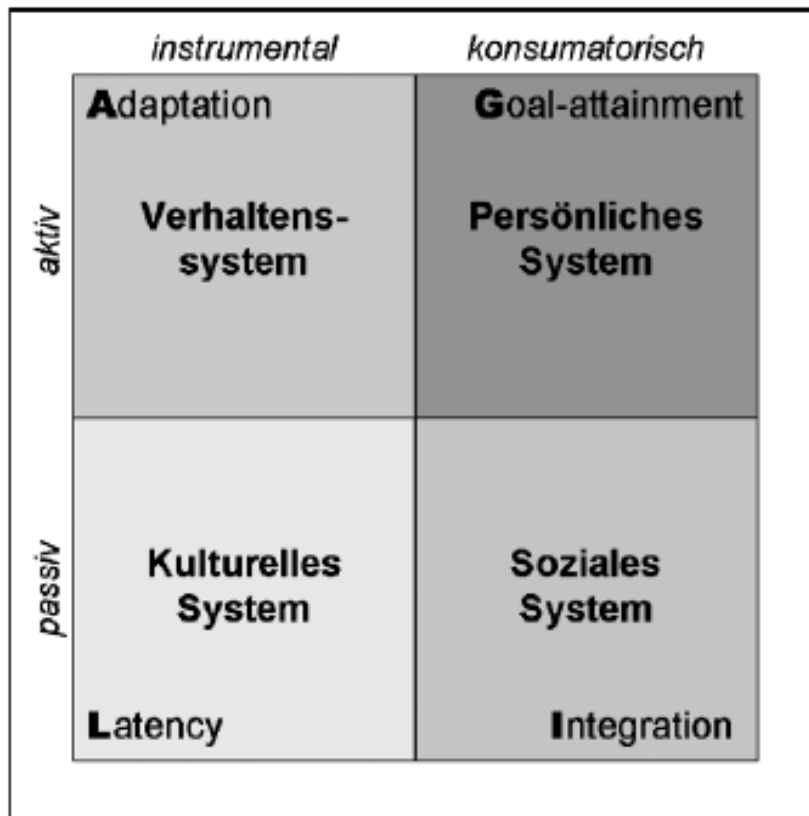 instrumental konsumatorisch
Adaptation Goal-attainment
aktiv
Verhaltens-
system
Persönliches
System
passiv
Kulturelles
System
Soziales
System
Latency Integration